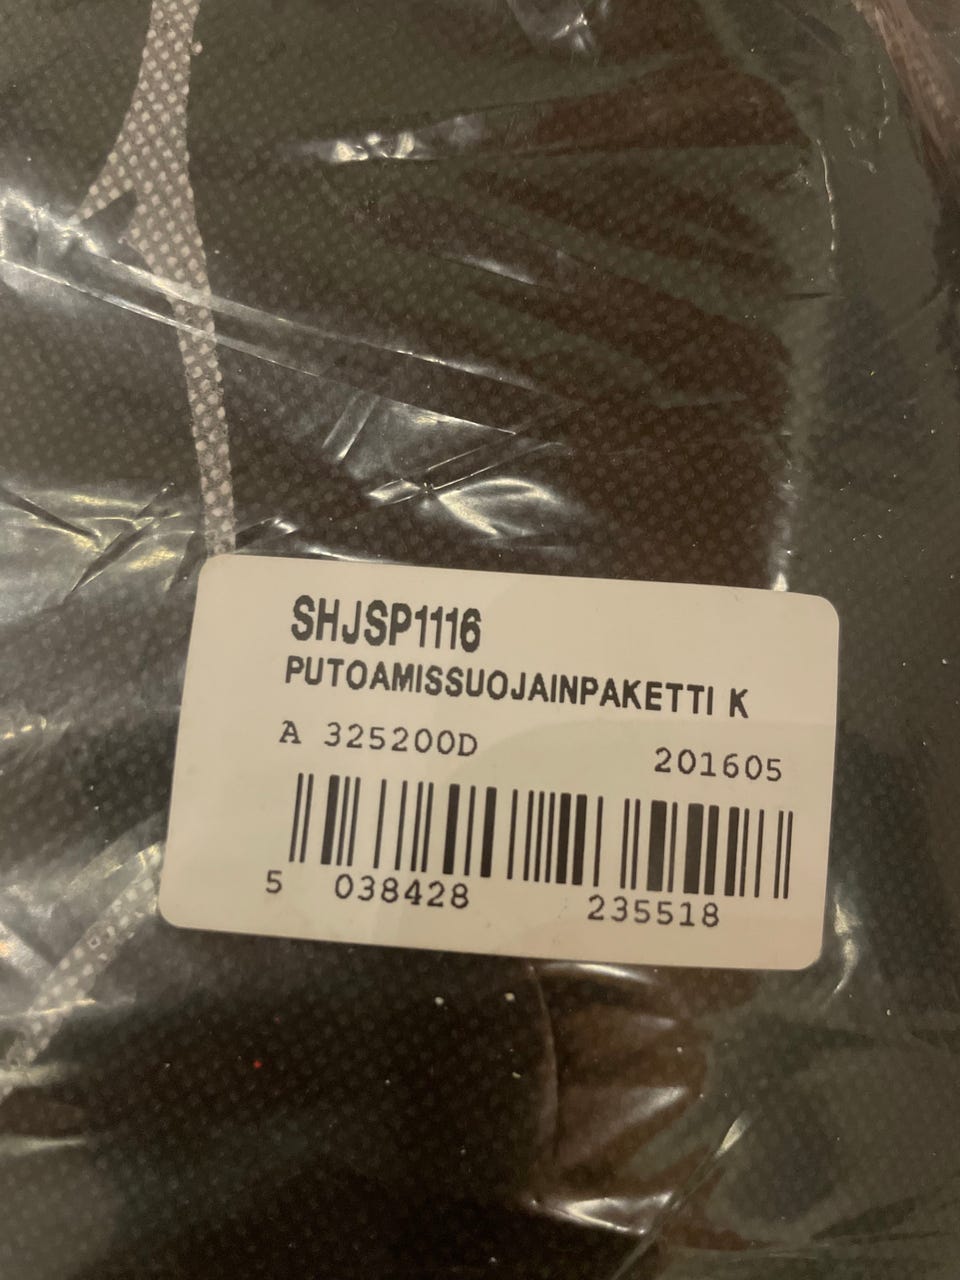 SHJSP1116
PUTOAMISSUOJAINPAKETTI K
A 325200D 201605
5 038428 235518